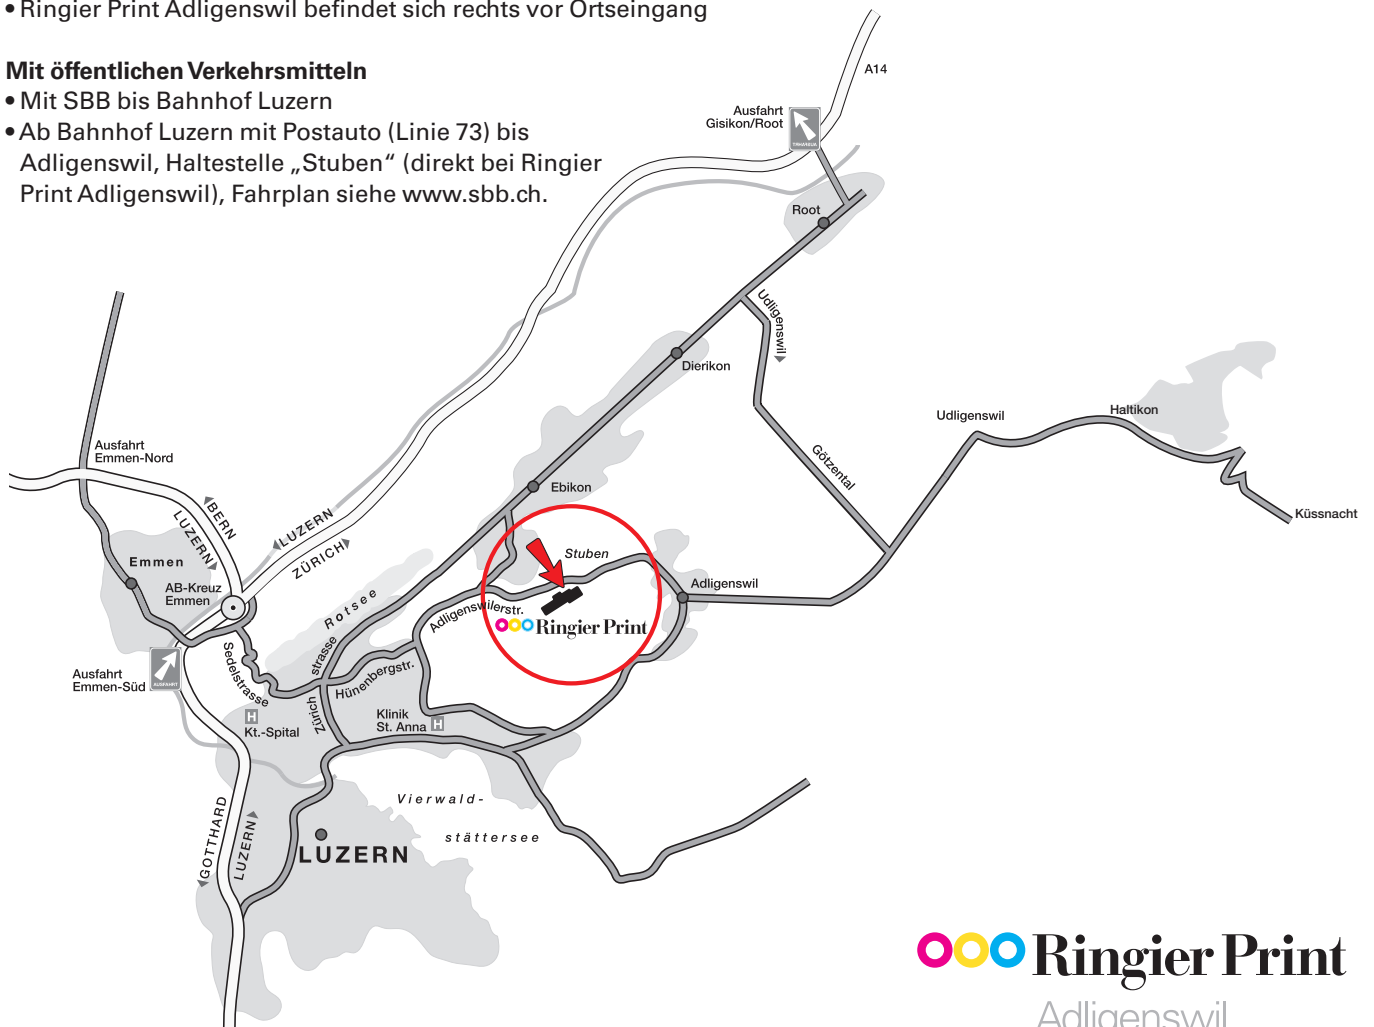 • Ringier Print Adligenswil befindet sich rechts vor Ortseingang
Mit öffentlichen Verkehrsmitteln
• Mit SBB bis Bahnhof Luzern
• Ab Bahnhof Luzern mit Postauto (Linie 73) bis
Adligenswil, Haltestelle „Stuben“ (direkt bei Ringier
Print Adligenswil), Fahrplan siehe www.sbb.ch.
A14
Ausfahrt
Gisikon/Root
Root
Udligenswil
Dierikon
Götzental
Udligenswil
Haltikon
Küssnacht
Ausfahrt
Emmen-Nord
BERN
LUZERN
LUZERN
ZÜRICH
Ebikon
Emmen
AB-Kreuz
Emmen
Stuben
Adligenswil
Adligenswilerstr.
Ringier Print
Rotsee
Sedelstrasse
Zürich
strasse
Hünenbergstr.
Ausfahrt
Emmen-Süd
AUSFAHRT
H
Kt.-Spital
Klinik
St. Anna H
Vierwald-
stättersee
GOTTHARD
LUZERN
LUZERN
Ringier Print
Adligenswil